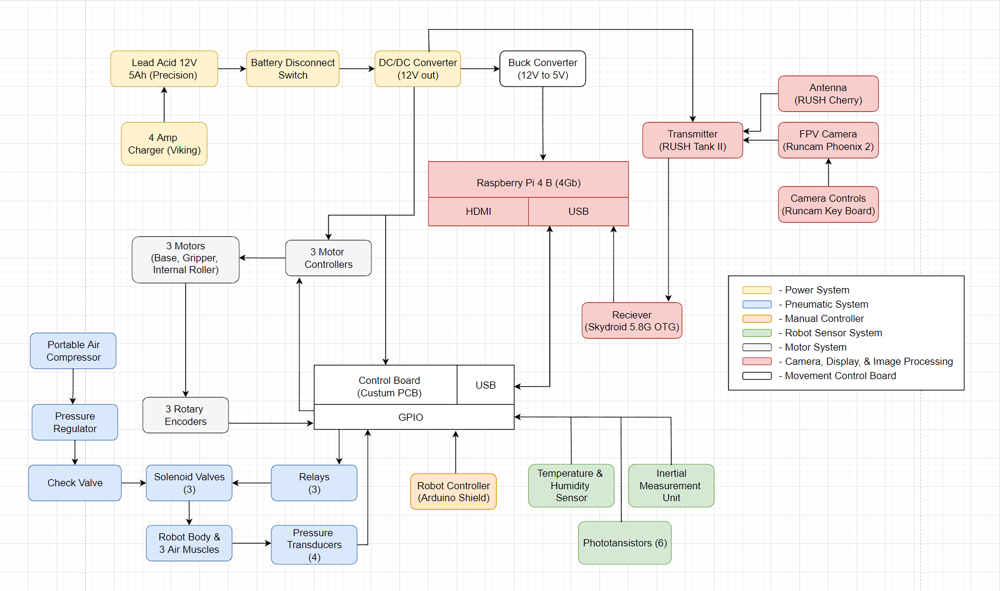 Lead Acid 12V
5Ah (Precision)
Battery Disconnect
Switch
DC/DC Converter
(12V out)
Buck Converter
(12V to 5V)
Antenna
(RUSH Cherry)
4 Amp
Charger (Viking)
Transmitter
(RUSH Tank II)
FPV Camera
(Runcam Phoenix 2)
Raspberry Pi 4 B (4Gb)
HDMI
USB
Camera Controls
(Runcam Key Board)
3 Motors
(Base, Gripper,
Internal Roller)
3 Motor
Controllers
Reciever
(Skydroid 5.8G OTG)
- Power System
- Pneumatic System
- Manual Controller
- Robot Sensor System
- Motor System
- Camera, Display, & Image Processing
- Movement Control Board
Portable Air
Compressor
Control Board
(Custum PCB)
USB
GPIO
Pressure
Regulator
3 Rotary
Encoders
Check Valve
Solenoid Valves
(3)
Relays
(3)
Robot Controller
(Arduino Shield)
Temperature &
Humidity
Sensor
Inertial
Measurement
Unit
Robot Body &
3 Air Muscles
Pressure
Transducers
(4)
Phototansistors (6)